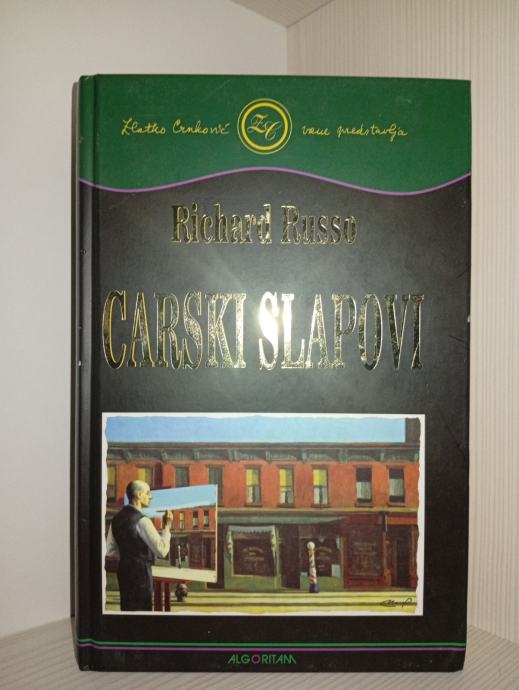 Zlatko Crnković ZC vam predstavlja
Richard Russo
CARSKI SLAPOVI
ALGORITAM